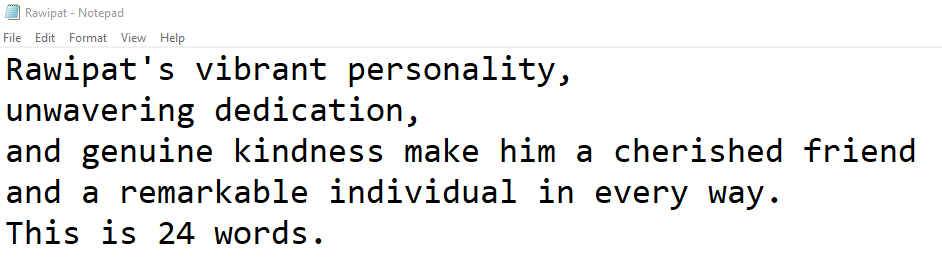 Rawipat - Notepad
File Edit Format View Help
Rawipat's vibrant personality,
unwavering dedication,
and genuine kindness make him a cherished friend
and a remarkable individual in every way.
This is 24 words.